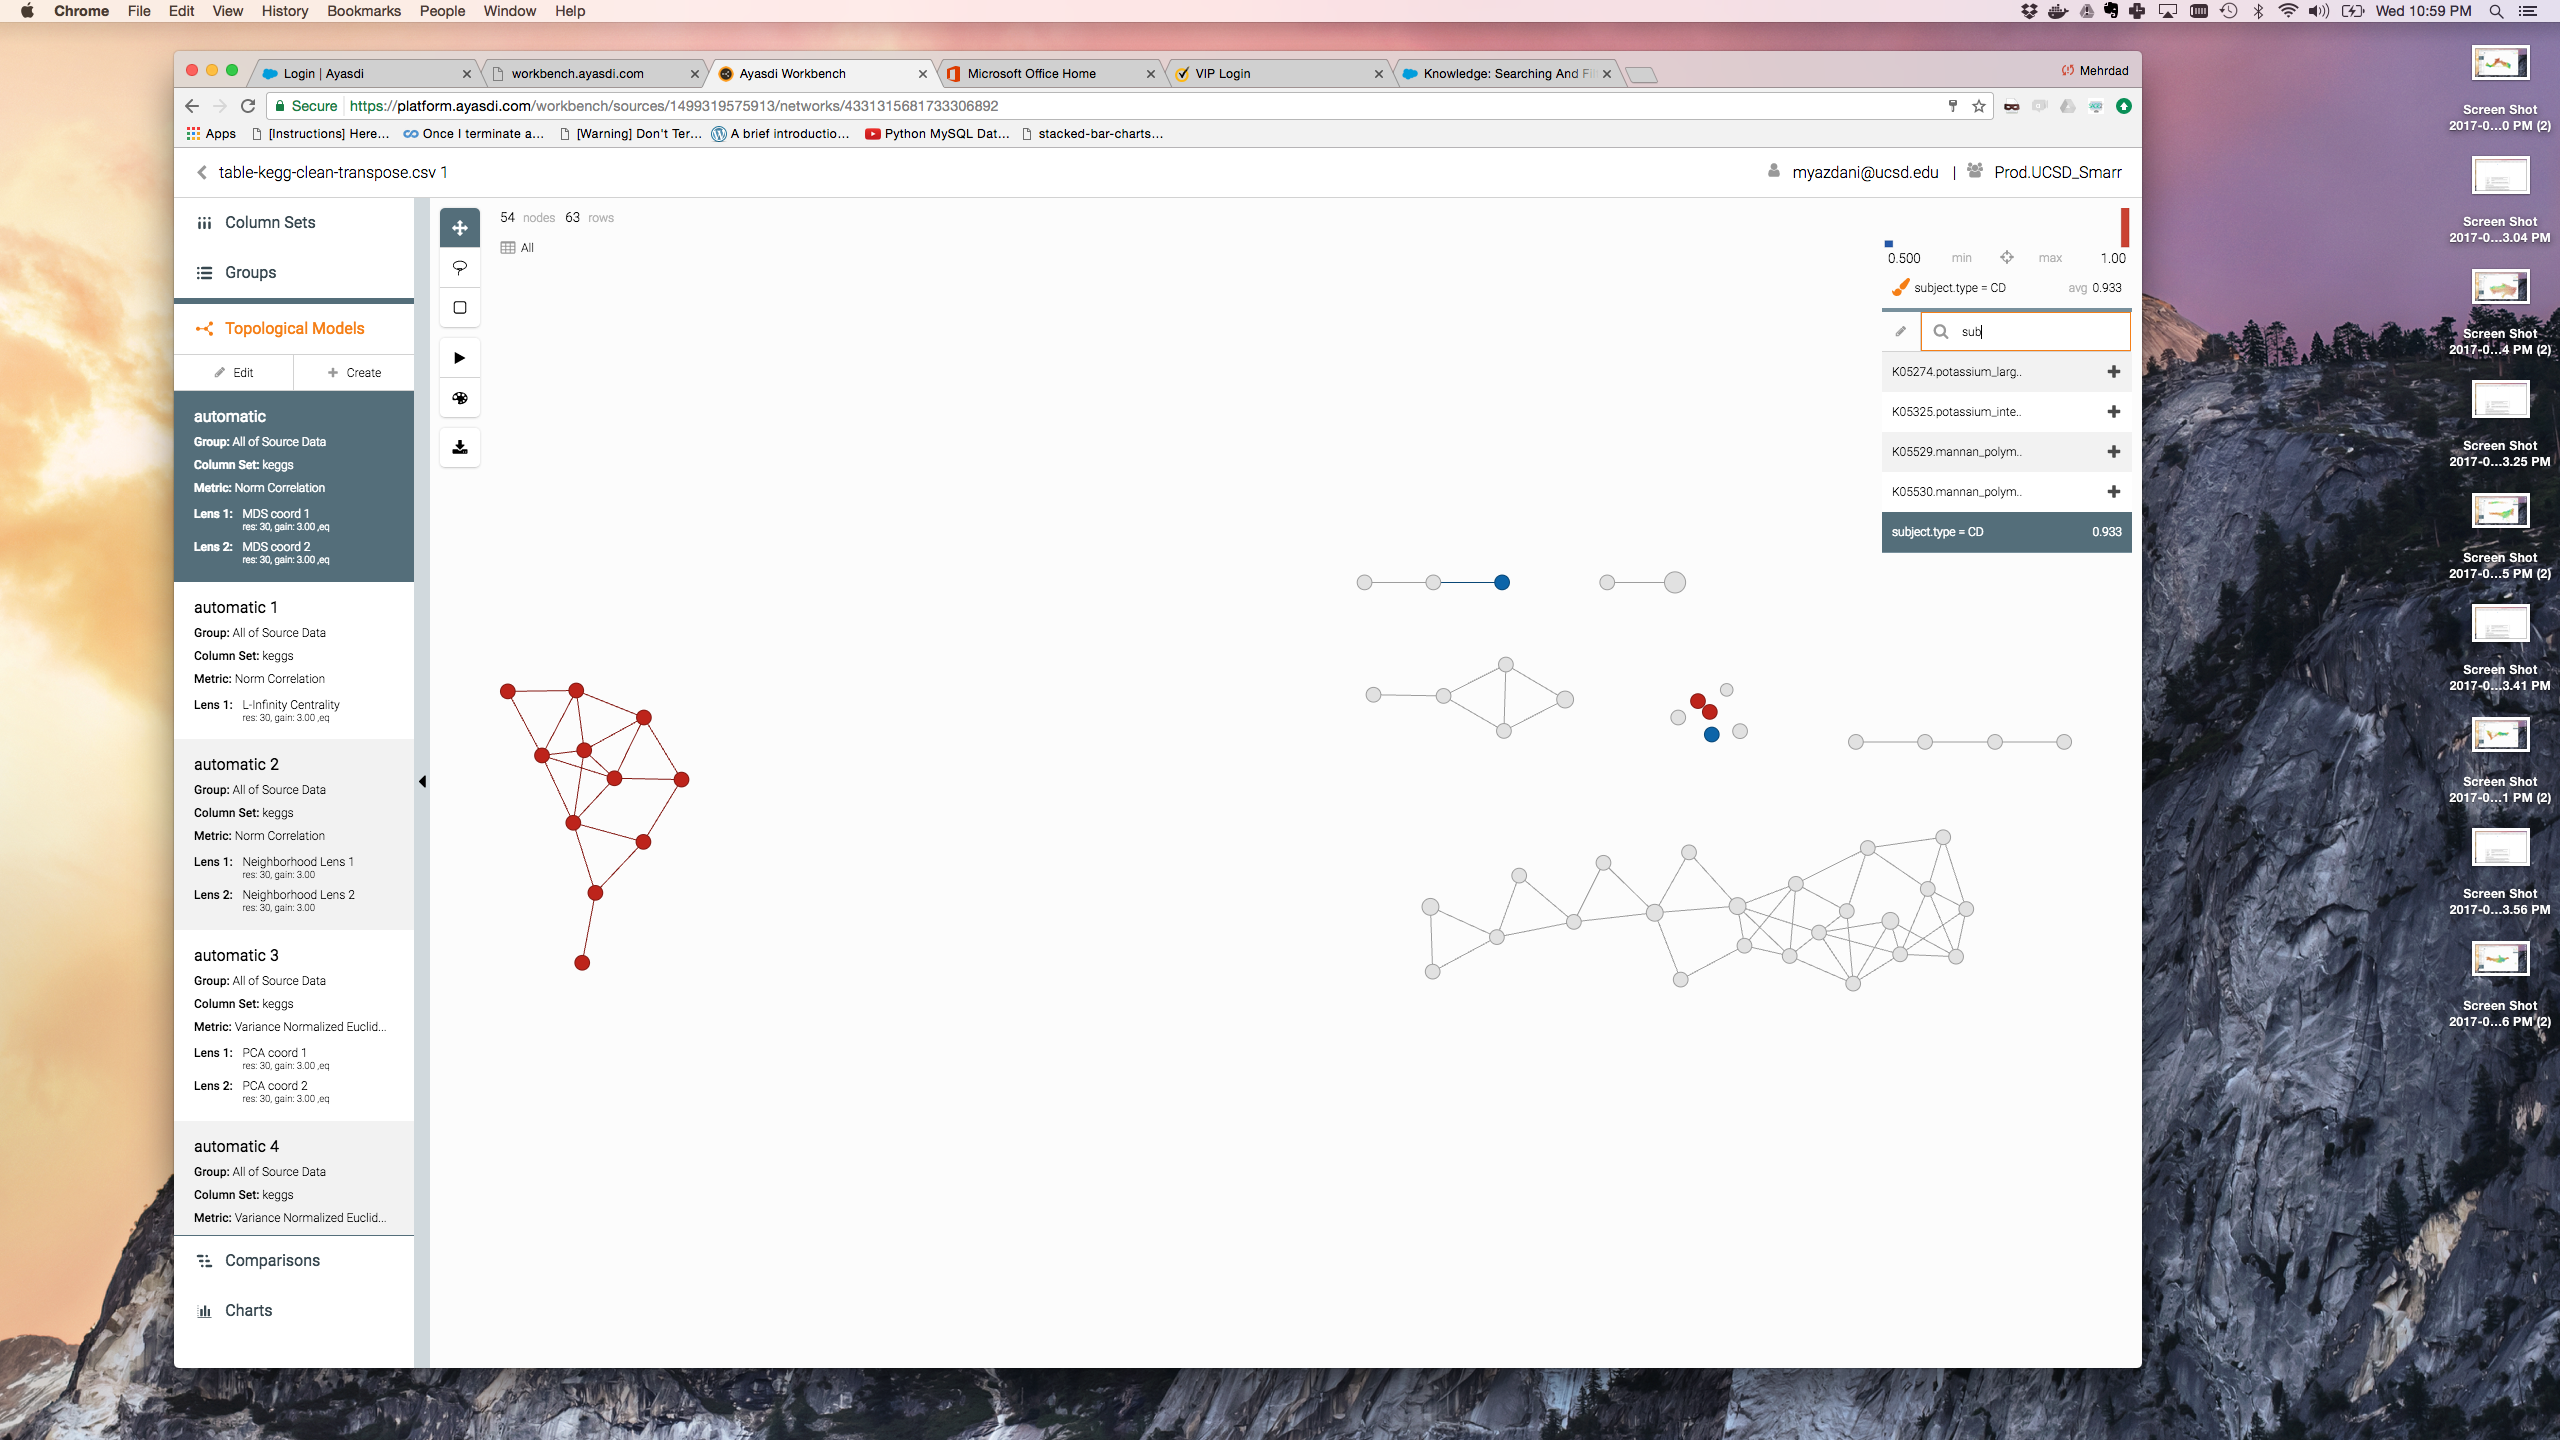 Chrome File Edit View History Bookmarks People Window Help
Wed 10:59 PM
Login | Ayasdi
workbench.ayasdi.com
Ayasdi Workbench
Microsoft Office Home
VIP Login
Knowledge: Searching And Fil
Mehrdad
Secure https://platform.ayasdi.com/workbench/sources/1499319575913/networks/4331315681733306892
Apps [Instructions] Here... Once I terminate a... [Warning] Don't Ter... A brief introductio... Python MySQL Dat... stacked-bar-charts...
table-kegg-clean-transpose.csv 1
myazdani@ucsd.edu | Prod.UCSD_Smarr
Column Sets
Groups
Topological Models
Edit Create
automatic
Group: All of Source Data
Column Set: keggs
Metric: Norm Correlation
Lens 1: MDS coord 1
res: 30, gain: 3.00 ,eq
Lens 2: MDS coord 2
res: 30, gain: 3.00 ,eq
automatic 1
Group: All of Source Data
Column Set: keggs
Metric: Norm Correlation
Lens 1: L-Infinity Centrality
res: 30, gain: 3.00 ,eq
automatic 2
Group: All of Source Data
Column Set: keggs
Metric: Norm Correlation
Lens 1: Neighborhood Lens 1
res: 30, gain: 3.00
Lens 2: Neighborhood Lens 2
res: 30, gain: 3.00
automatic 3
Group: All of Source Data
Column Set: keggs
Metric: Variance Normalized Euclid...
Lens 1: PCA coord 1
res: 30, gain: 3.00 ,eq
Lens 2: PCA coord 2
res: 30, gain: 3.00 ,eq
automatic 4
Group: All of Source Data
Column Set: keggs
Metric: Variance Normalized Euclid...
Comparisons
Charts
54 nodes 63 rows
All
0.500 min max 1.00
subject.type = CD avg 0.933
sub
K05274.potassium_larg..
K05325.potassium_inte..
K05529.mannan_polym..
K05530.mannan_polym..
subject.type = CD 0.933
Screen Shot
2017-0...0 PM (2)
Screen Shot
2017-0...3.04 PM
Screen Shot
2017-0...4 PM (2)
Screen Shot
2017-0...3.25 PM
Screen Shot
2017-0...5 PM (2)
Screen Shot
2017-0...3.41 PM
Screen Shot
2017-0...1 PM (2)
Screen Shot
2017-0...3.56 PM
Screen Shot
2017-0...6 PM (2)